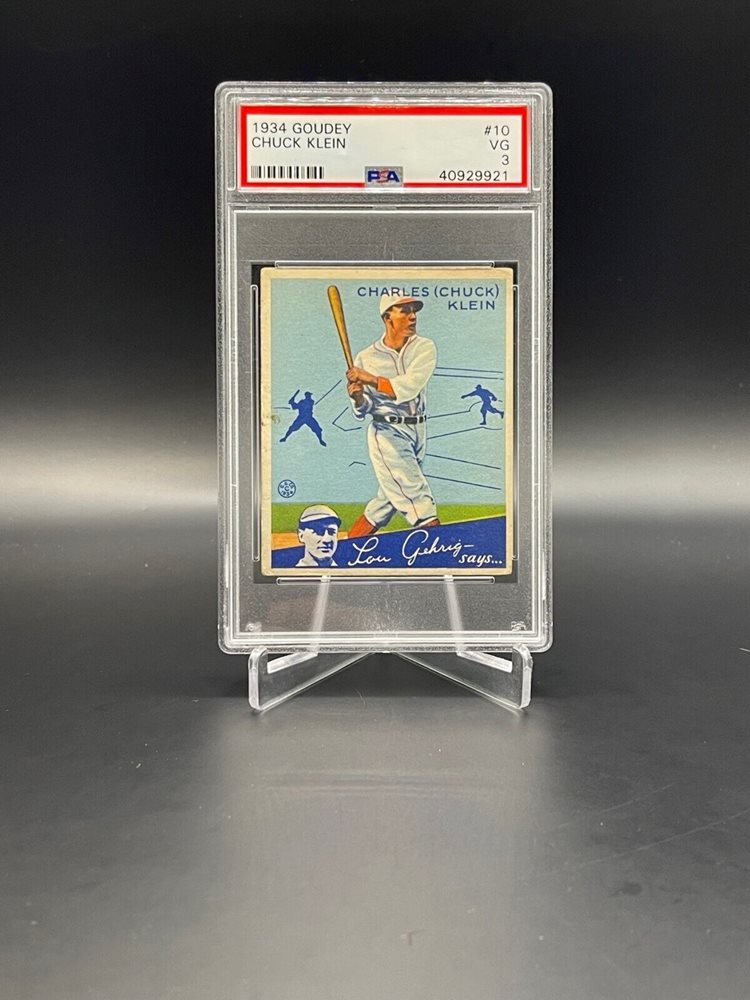 1934 GOUDEY #10
CHUCK KLEIN VG
3
PSA 40929921
CHARLES (CHUCK)
KLEIN
Lou Gehrig—
says...